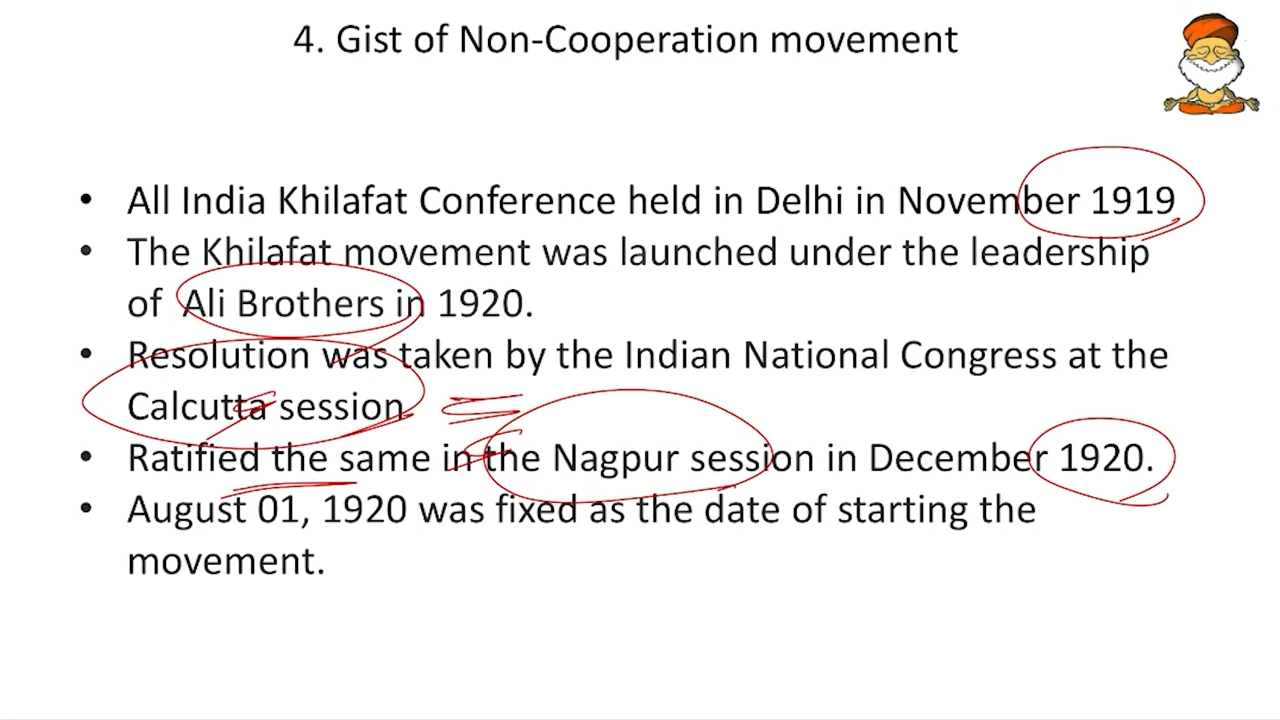 4. Gist of Non-Cooperation movement
• All India Khilafat Conference held in Delhi in November 1919
• The Khilafat movement was launched under the leadership
of Ali Brothers in 1920.
• Resolution was taken by the Indian National Congress at the
Calcutta session.
• Ratified the same in the Nagpur session in December 1920.
• August 01, 1920 was fixed as the date of starting the
movement.